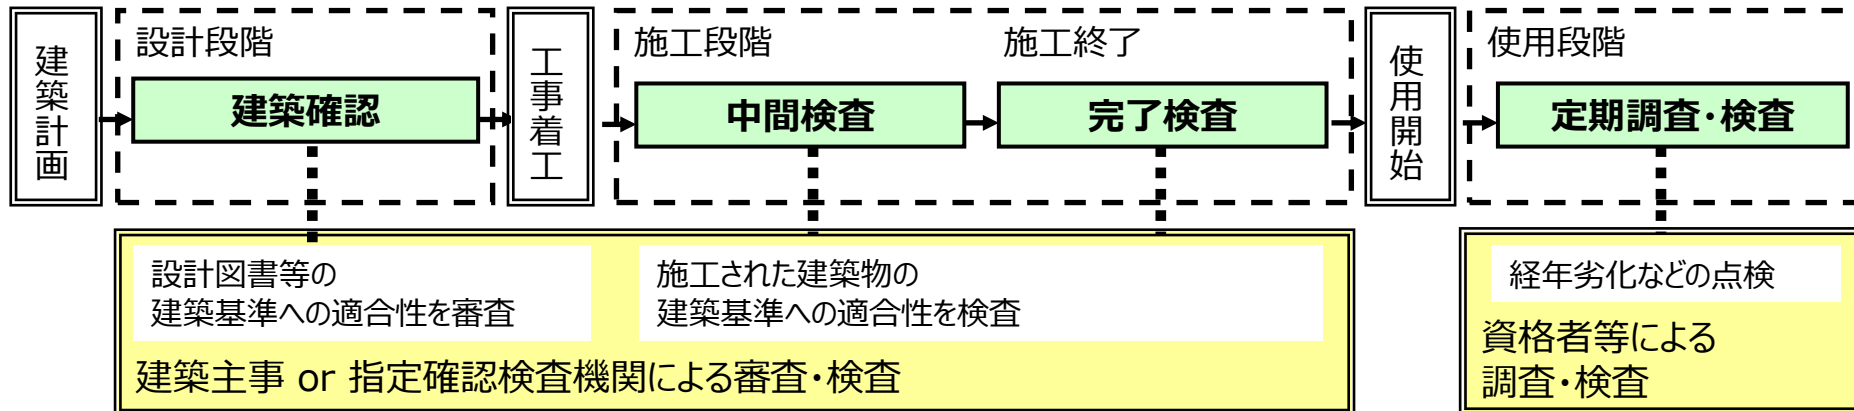 建築計画
設計段階
建築確認
工事着工
施工段階
施工終了
中間検査
完了検査
使用開始
使用段階
定期調査・検査
設計図書等の
建築基準への適合性を審査
施工された建築物の
建築基準への適合性を検査
建築主事 or 指定確認検査機関による審査・検査
経年劣化などの点検
資格者等による
調査・検査